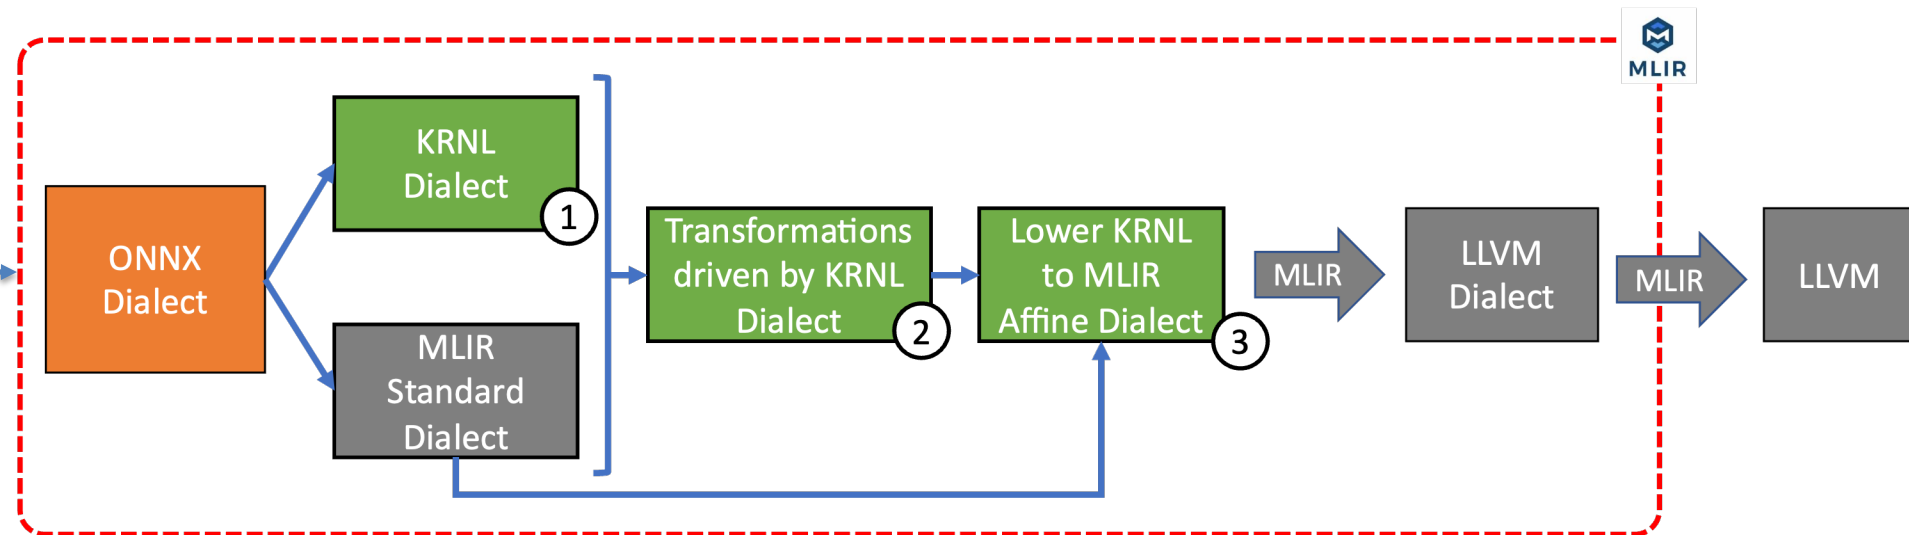 MLIR
KRNL
Dialect
1
ONNX
Dialect
MLIR
Standard
Dialect
Transformations
driven by KRNL
Dialect
2
Lower KRNL
to MLIR
Affine Dialect
3
MLIR
LLVM
Dialect
MLIR
LLVM